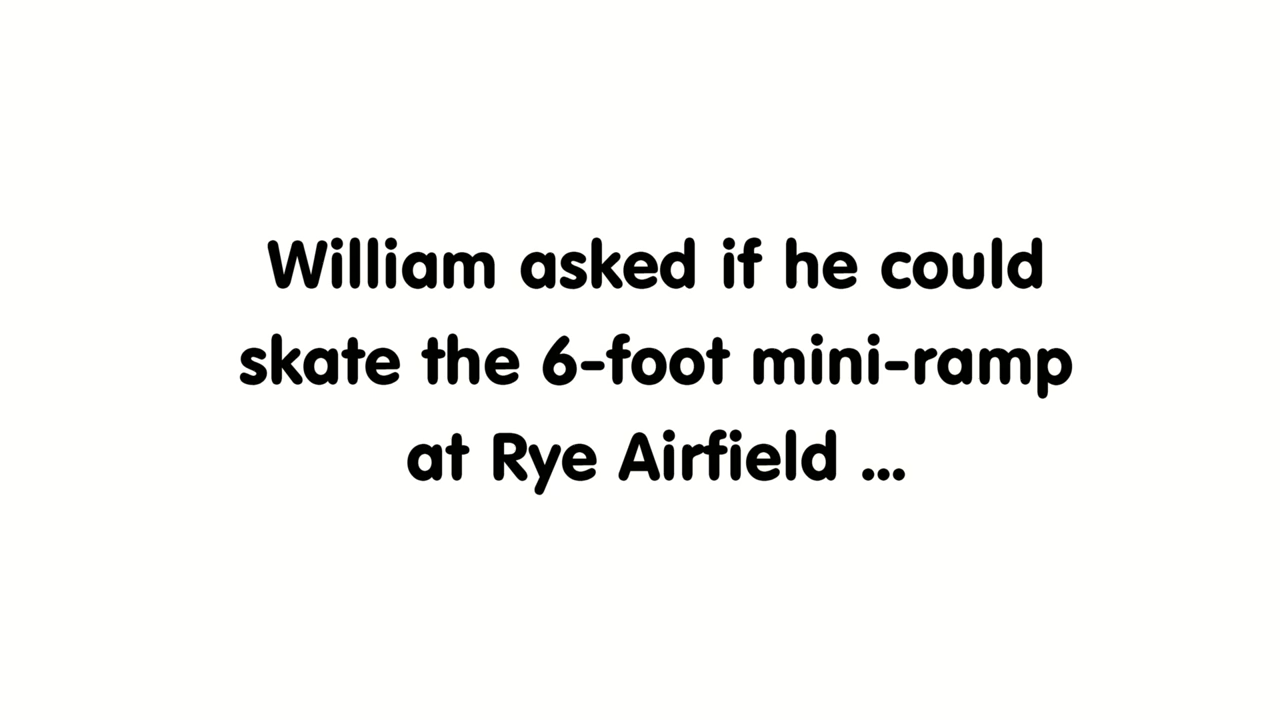 William asked if he could
skate the 6-foot mini-ramp
at Rye Airfield ...